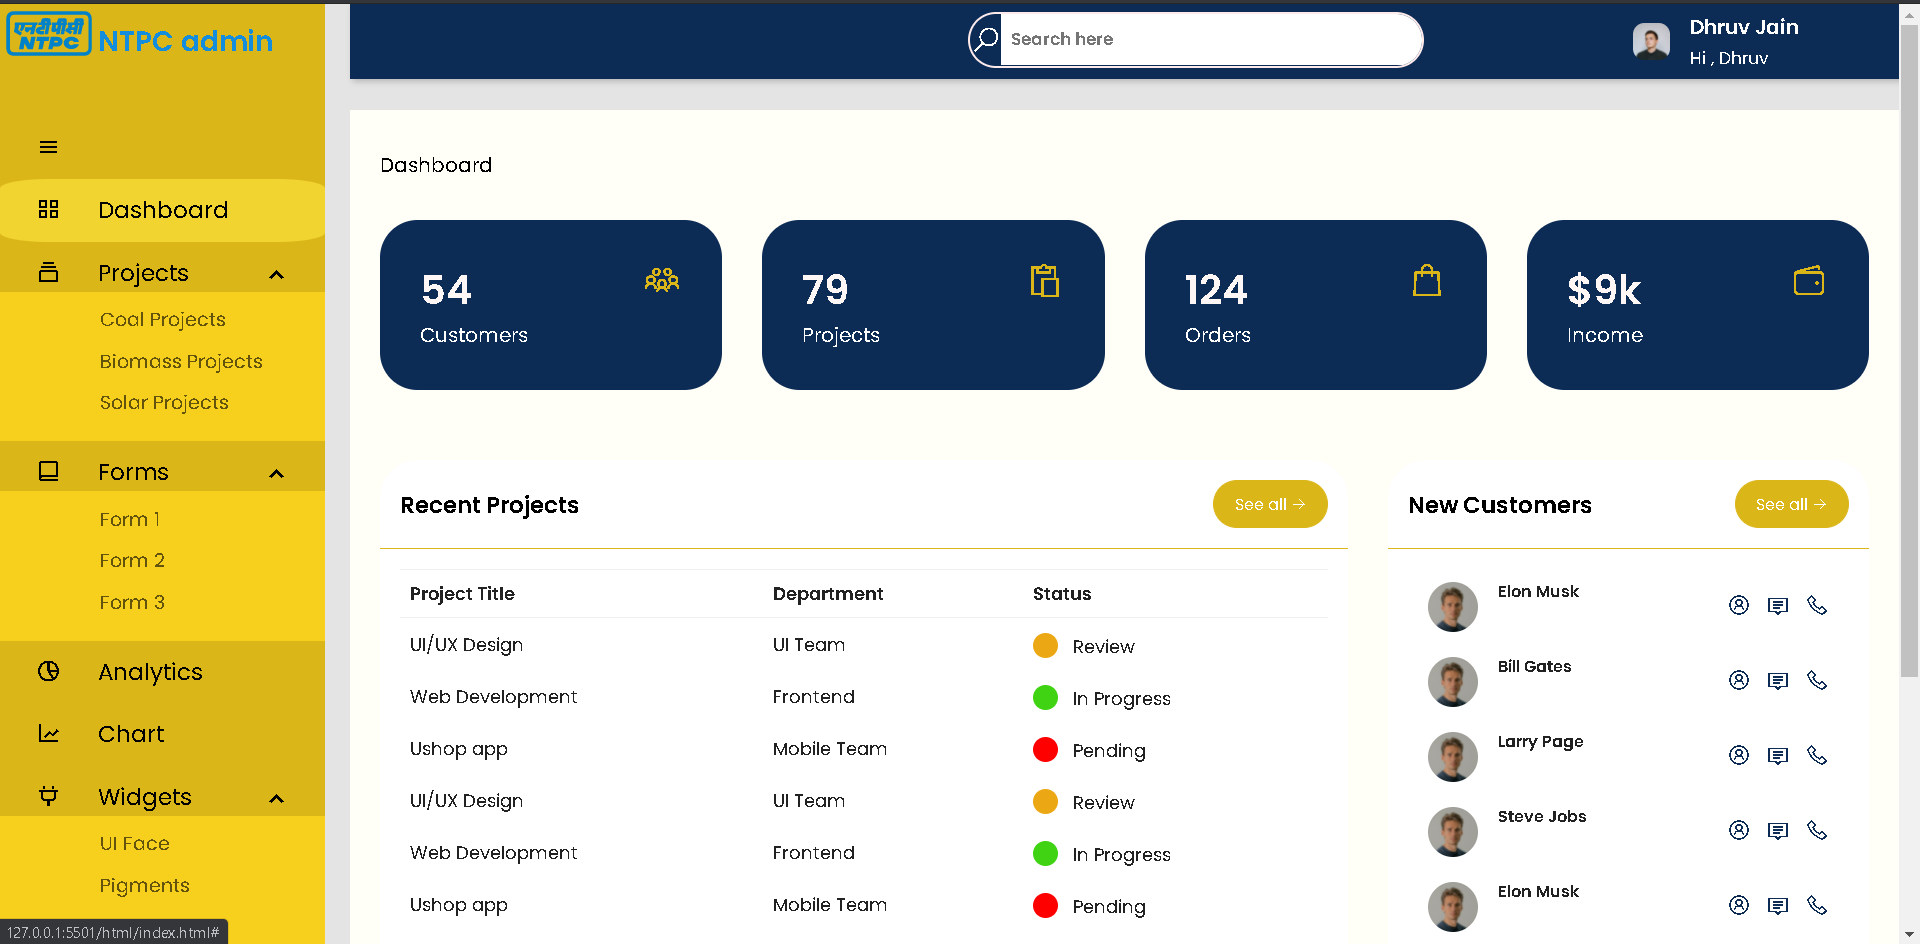 एनटीपीसी
NTPC
NTPC admin
Dashboard
Projects
Coal Projects
Biomass Projects
Solar Projects
Forms
Form 1
Form 2
Form 3
Analytics
Chart
Widgets
UI Face
Pigments
127.0.0.1:5501/html/index.html#
Search here
Dhruv Jain
Hi , Dhruv
Dashboard
54
Customers
79
Projects
124
Orders
$9k
Income
Recent Projects
See all →
Project Title Department Status
UI/UX Design UI Team Review
Web Development Frontend In Progress
Ushop app Mobile Team Pending
UI/UX Design UI Team Review
Web Development Frontend In Progress
Ushop app Mobile Team Pending
New Customers
See all →
Elon Musk
Bill Gates
Larry Page
Steve Jobs
Elon Musk